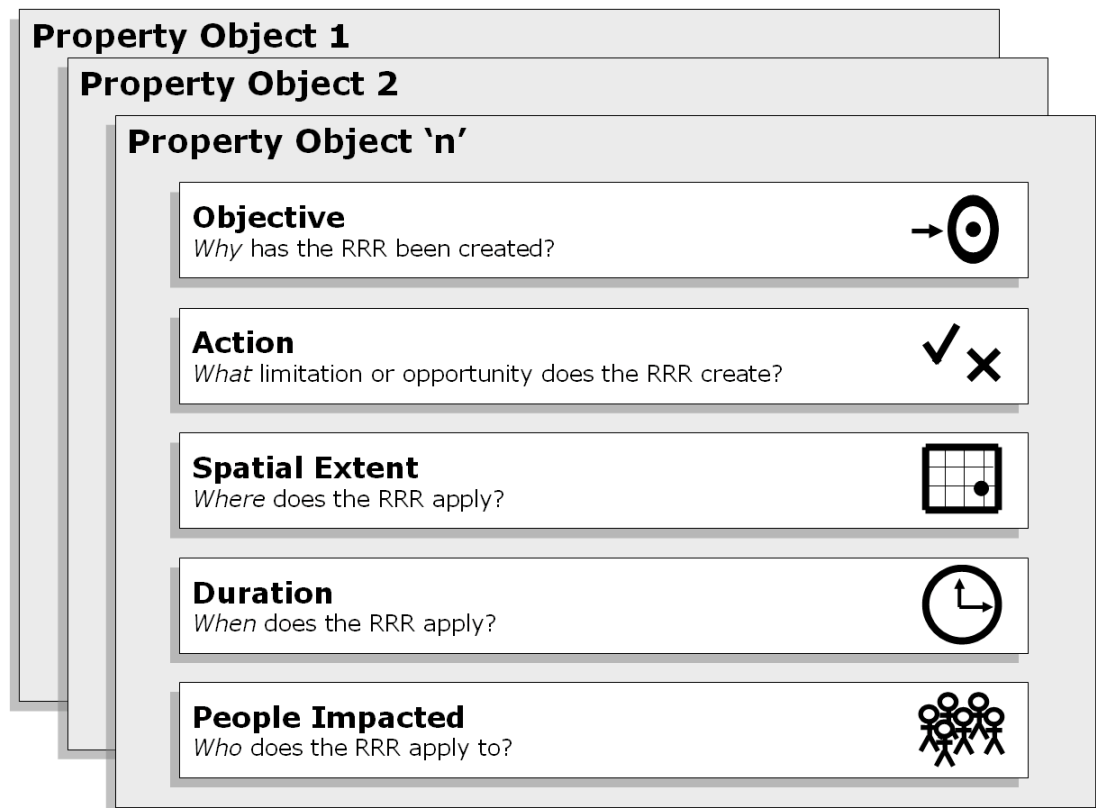 Property Object 1
Property Object 2
Property Object ‘n’
Objective
Why has the RRR been created?
Action
What limitation or opportunity does the RRR create?
Spatial Extent
Where does the RRR apply?
Duration
When does the RRR apply?
People Impacted
Who does the RRR apply to?